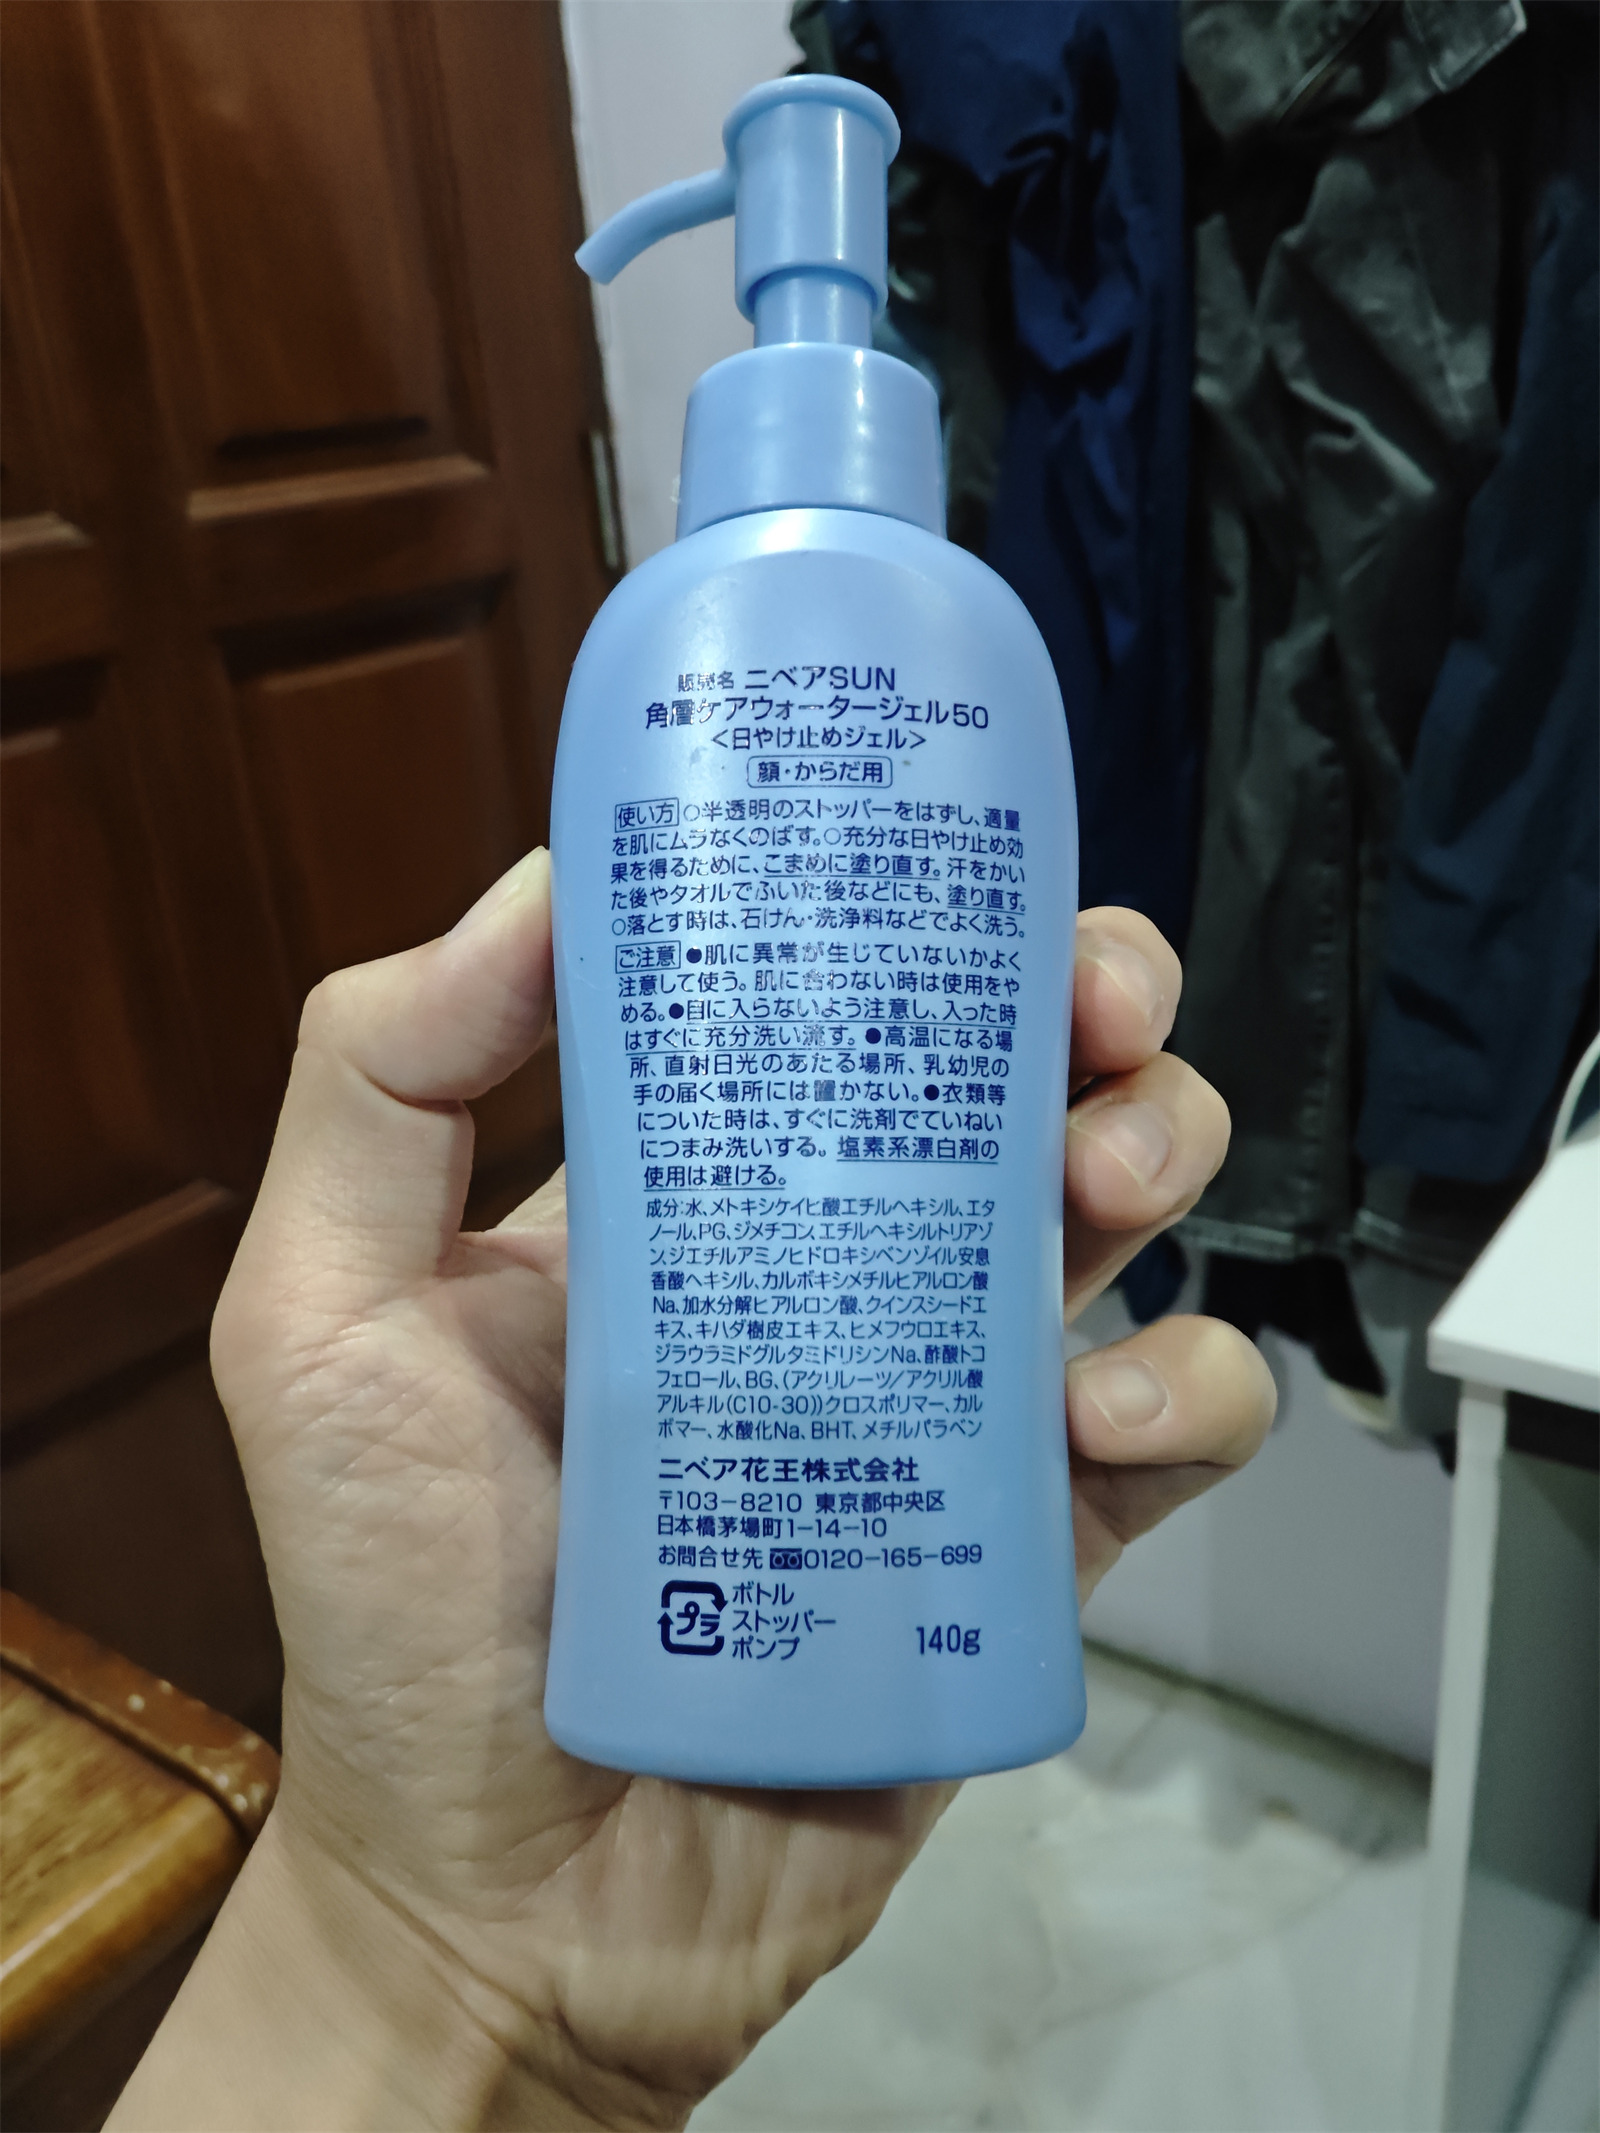 販売名 ニベアSUN
角層ケアウォータージェル50
<日やけ止めジェル>
顔・からだ用
使い方 ○半透明のストッパーをはずし、適量
を肌にムラなくのばす。○充分な日やけ止め効
果を得るために、こまめに塗り直す。汗をかい
た後やタオルでふいた後などにも、塗り直す。
○落とす時は、石けん・洗浄料などでよく洗う。
ご注意 ●肌に異常が生じていないかよく
注意して使う。肌に合わない時は使用をや
める。●目に入らないよう注意し、入った時
はすぐに充分洗い流す。●高温になる場
所、直射日光のあたる場所、乳幼児の
手の届く場所には置かない。●衣類等
についた時は、すぐに洗剤でていねい
につまみ洗いする。塩素系漂白剤の
使用は避ける。
成分:水、メトキシケイヒ酸エチルヘキシル、エタ
ノール、PG、ジメチコン、エチルヘキシルトリアゾ
ン、ジエチルアミノヒドロキシベンゾイル安息
香酸ヘキシル、カルボキシメチルヒアルロン酸
Na、加水分解ヒアルロン酸、クインスシードエ
キス、キハダ樹皮エキス、ヒメフウロエキス、
ジラウラミドグルタミドリシンNa、酢酸トコ
フェロール、BG、(アクリレーツ/アクリル酸
アルキル(C10-30))クロスポリマー、カル
ボマー、水酸化Na、BHT、メチルパラベン
ニベア花王株式会社
〒103-8210 東京都中央区
日本橋茅場町1-14-10
お問合せ先 0120-165-699
プラ ボトル
ストッパー
ポンプ
140g